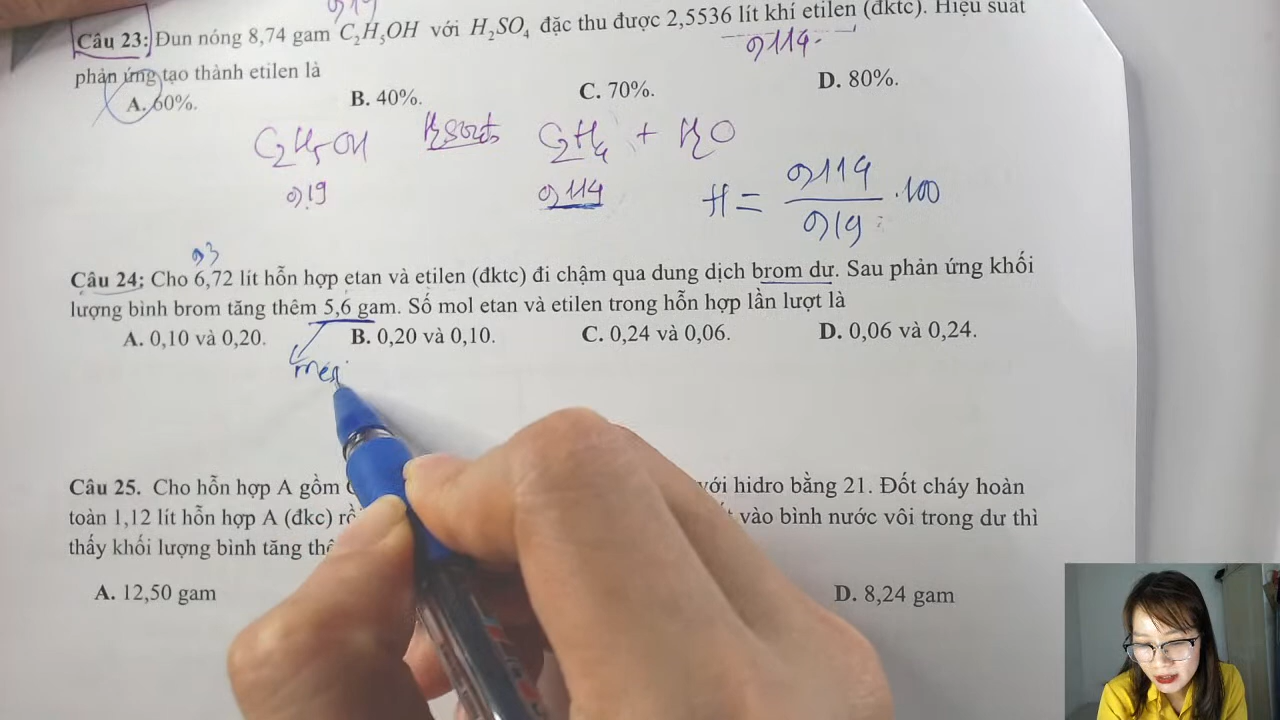 0,19
Câu 23: Đun nóng 8,74 gam C₂H₅OH với H₂SO₄ đặc thu được 2,5536 lít khí etilen (đktc). Hiệu suất
0,114
phản ứng tạo thành etilen là
A. 60%. B. 40%. C. 70%. D. 80%.
C₂H₅OH H₂SO₄đ C₂H₄ + H₂O
0,19 0,114 H = 0,114 / 0,19 . 100
0,3
Câu 24: Cho 6,72 lít hỗn hợp etan và etilen (đktc) đi chậm qua dung dịch brom dư. Sau phản ứng khối
lượng bình brom tăng thêm 5,6 gam. Số mol etan và etilen trong hỗn hợp lần lượt là
A. 0,10 và 0,20. B. 0,20 và 0,10. C. 0,24 và 0,06. D. 0,06 và 0,24.
Câu 25. Cho hỗn hợp A gồm với hidro bằng 21. Đốt cháy hoàn
toàn 1,12 lít hỗn hợp A (đkc) vào bình nước vôi trong dư thì
thấy khối lượng bình tăng
A. 12,50 gam D. 8,24 gam